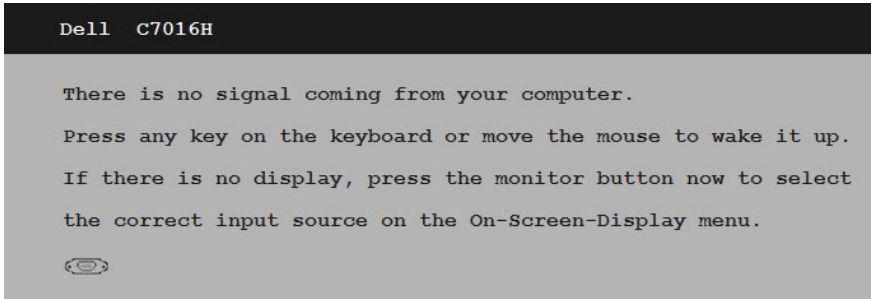 Dell C7016H
There is no signal coming from your computer.
Press any key on the keyboard or move the mouse to wake it up.
If there is no display, press the monitor button now to select
the correct input source on the On-Screen-Display menu.